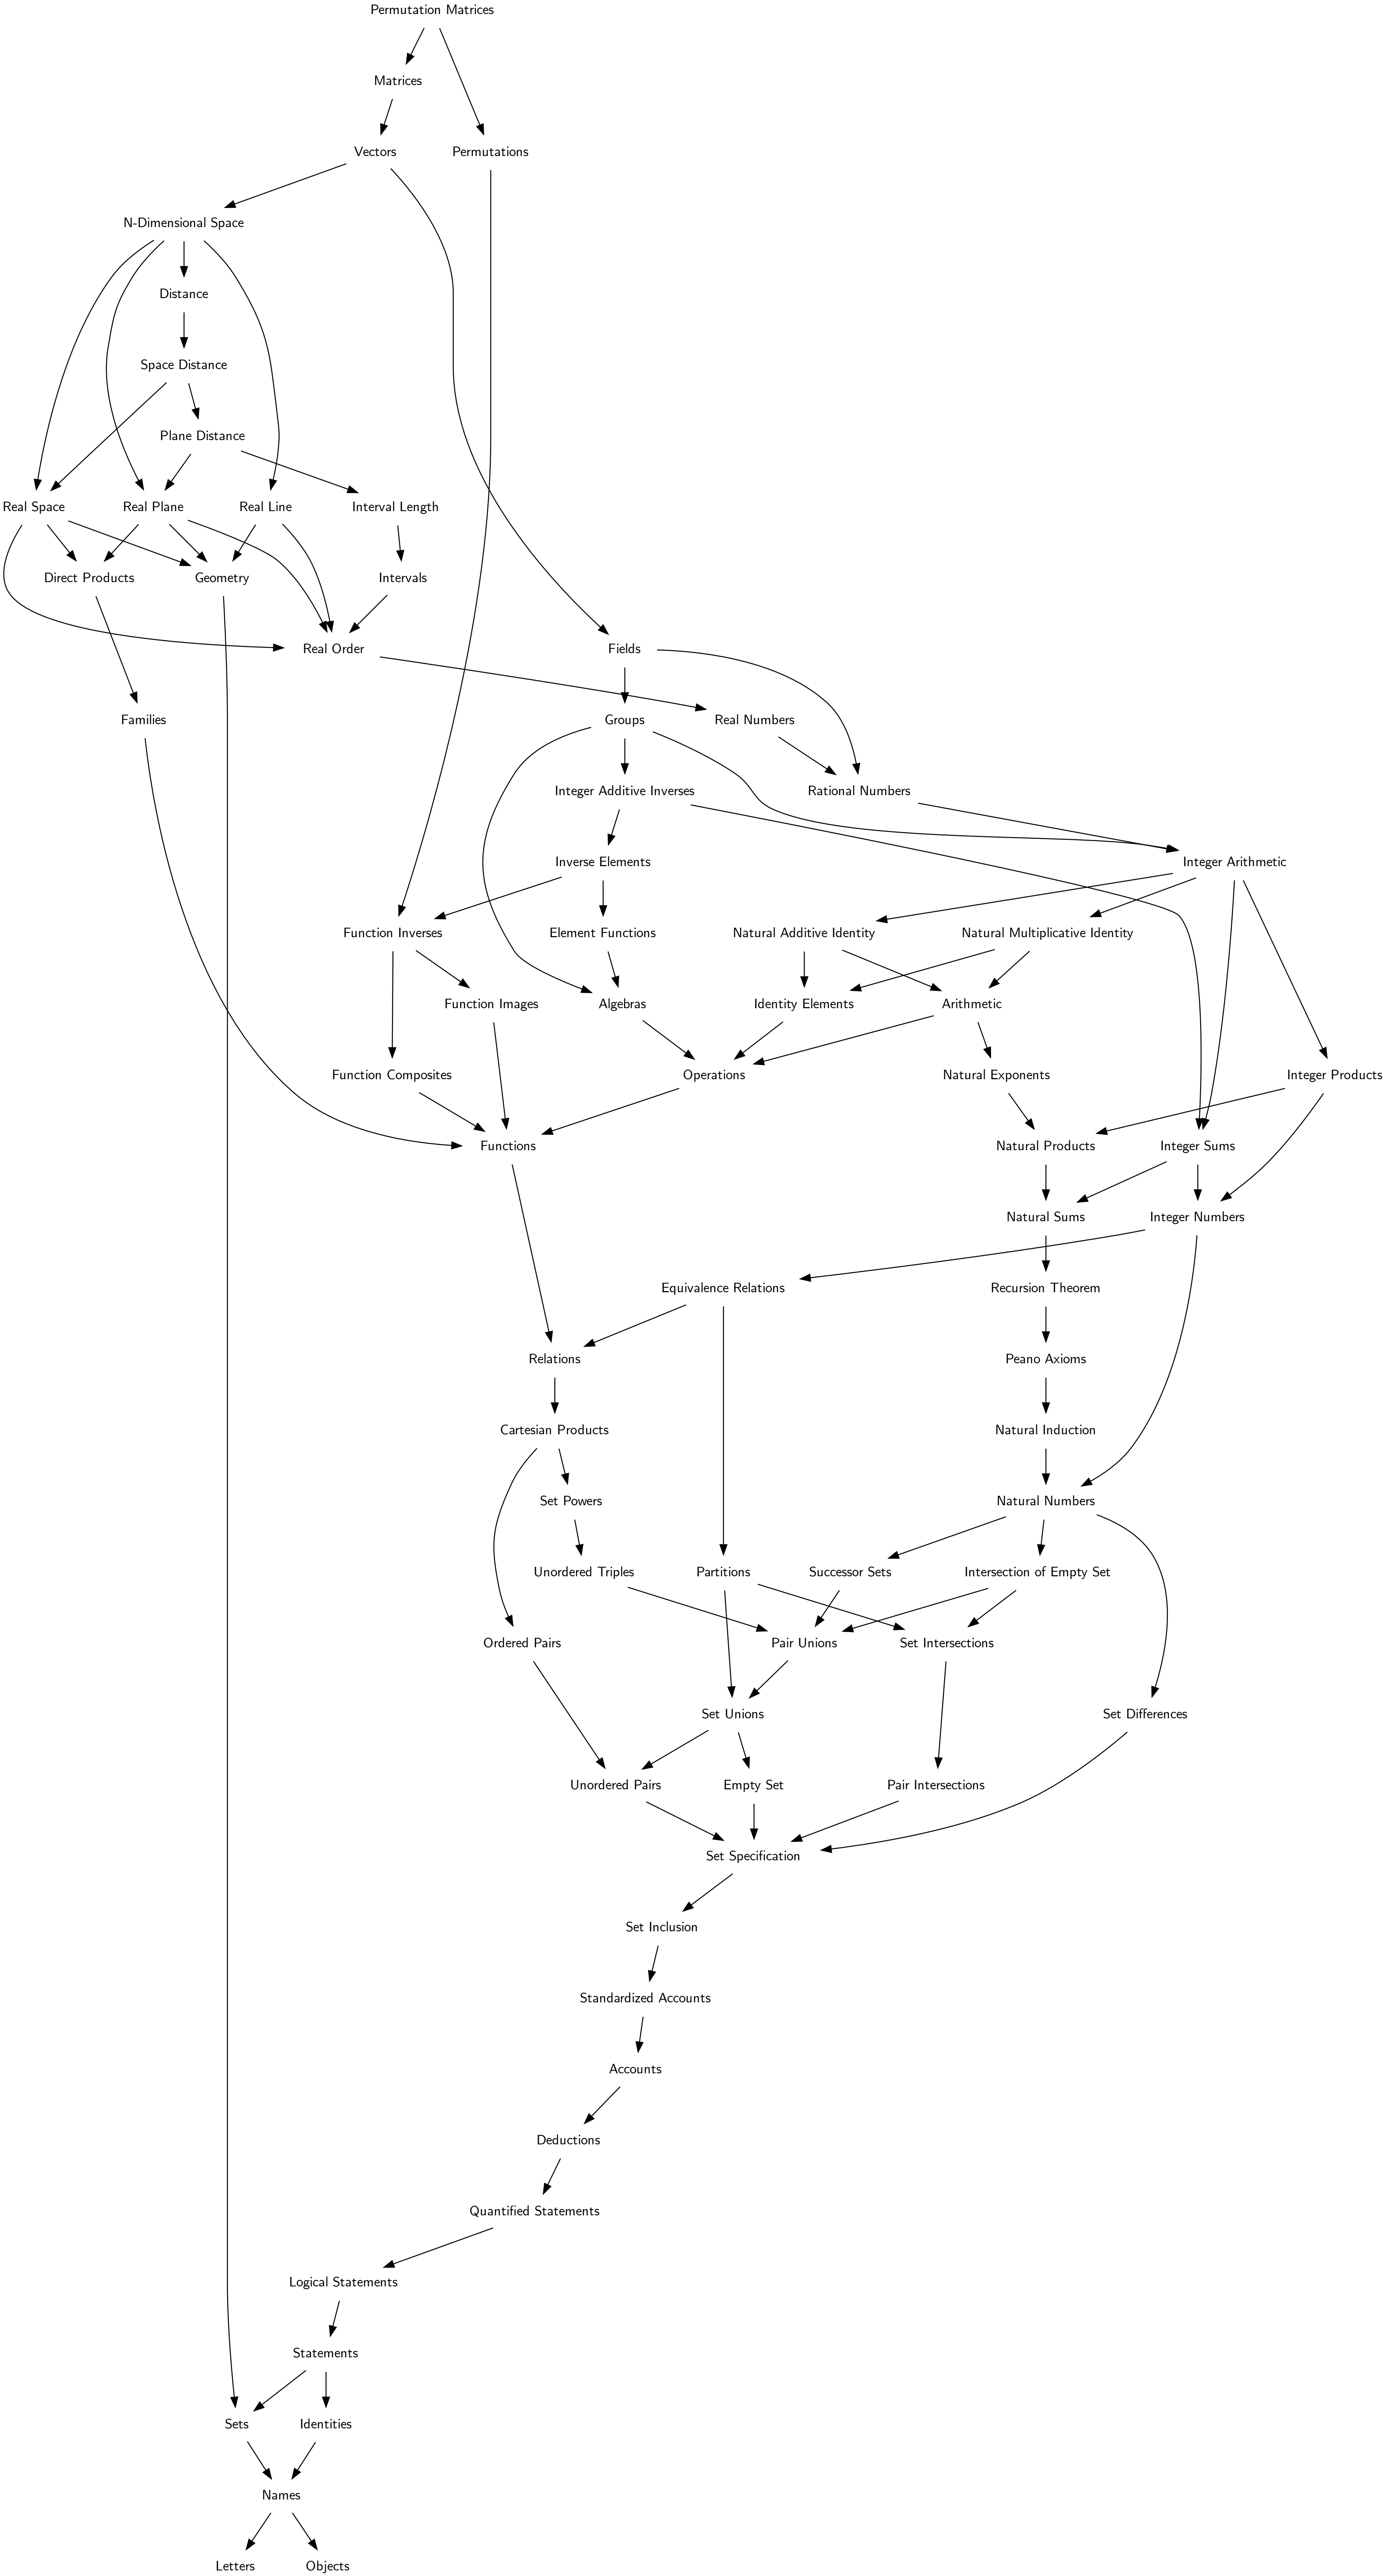 Permutation Matrices
Matrices
Vectors
Permutations
N-Dimensional Space
Distance
Space Distance
Plane Distance
Real Space
Real Plane
Real Line
Interval Length
Direct Products
Geometry
Intervals
Real Order
Fields
Families
Groups
Real Numbers
Integer Additive Inverses
Rational Numbers
Inverse Elements
Integer Arithmetic
Function Inverses
Element Functions
Natural Additive Identity
Natural Multiplicative Identity
Function Images
Algebras
Identity Elements
Arithmetic
Function Composites
Operations
Natural Exponents
Integer Products
Functions
Natural Products
Integer Sums
Natural Sums
Integer Numbers
Equivalence Relations
Recursion Theorem
Relations
Peano Axioms
Cartesian Products
Natural Induction
Set Powers
Natural Numbers
Unordered Triples
Partitions
Successor Sets
Intersection of Empty Set
Ordered Pairs
Pair Unions
Set Intersections
Set Unions
Set Differences
Unordered Pairs
Empty Set
Pair Intersections
Set Specification
Set Inclusion
Standardized Accounts
Accounts
Deductions
Quantified Statements
Logical Statements
Statements
Sets
Identities
Names
Letters
Objects